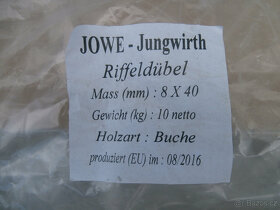 JOWE - Jungwirth
Riffeldübel
Mass (mm) : 8 X 40
Gewicht (kg) : 10 netto
Holzart : Buche
produziert (EU) im : 08/2016